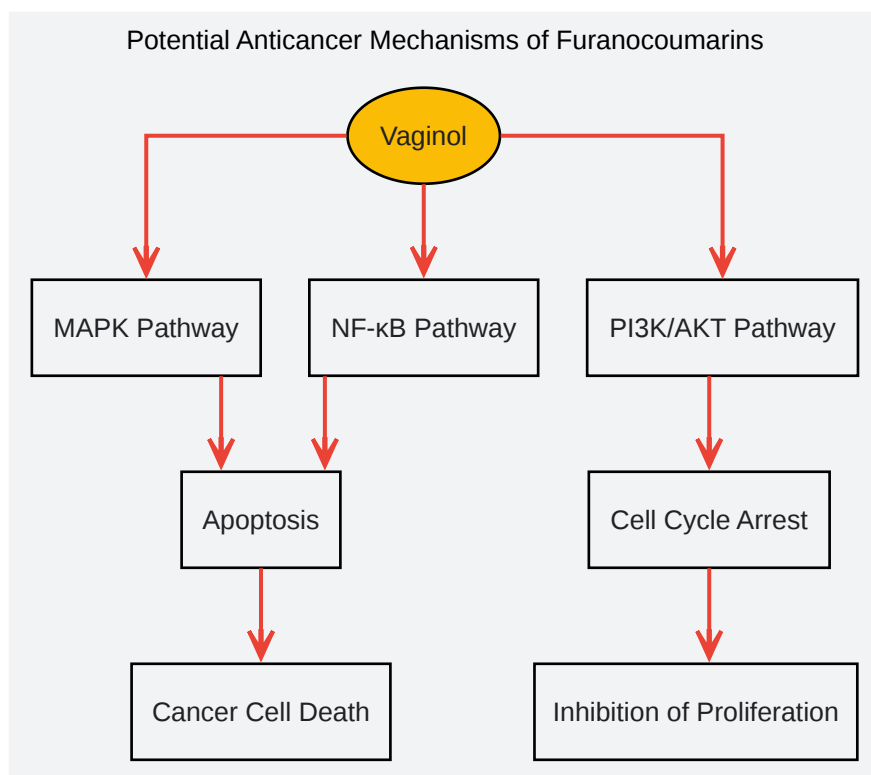 Potential Anticancer Mechanisms of Furanocoumarins
Vaginol
MAPK Pathway
NF-κB Pathway
PI3K/AKT Pathway
Apoptosis
Cell Cycle Arrest
Cancer Cell Death
Inhibition of Proliferation